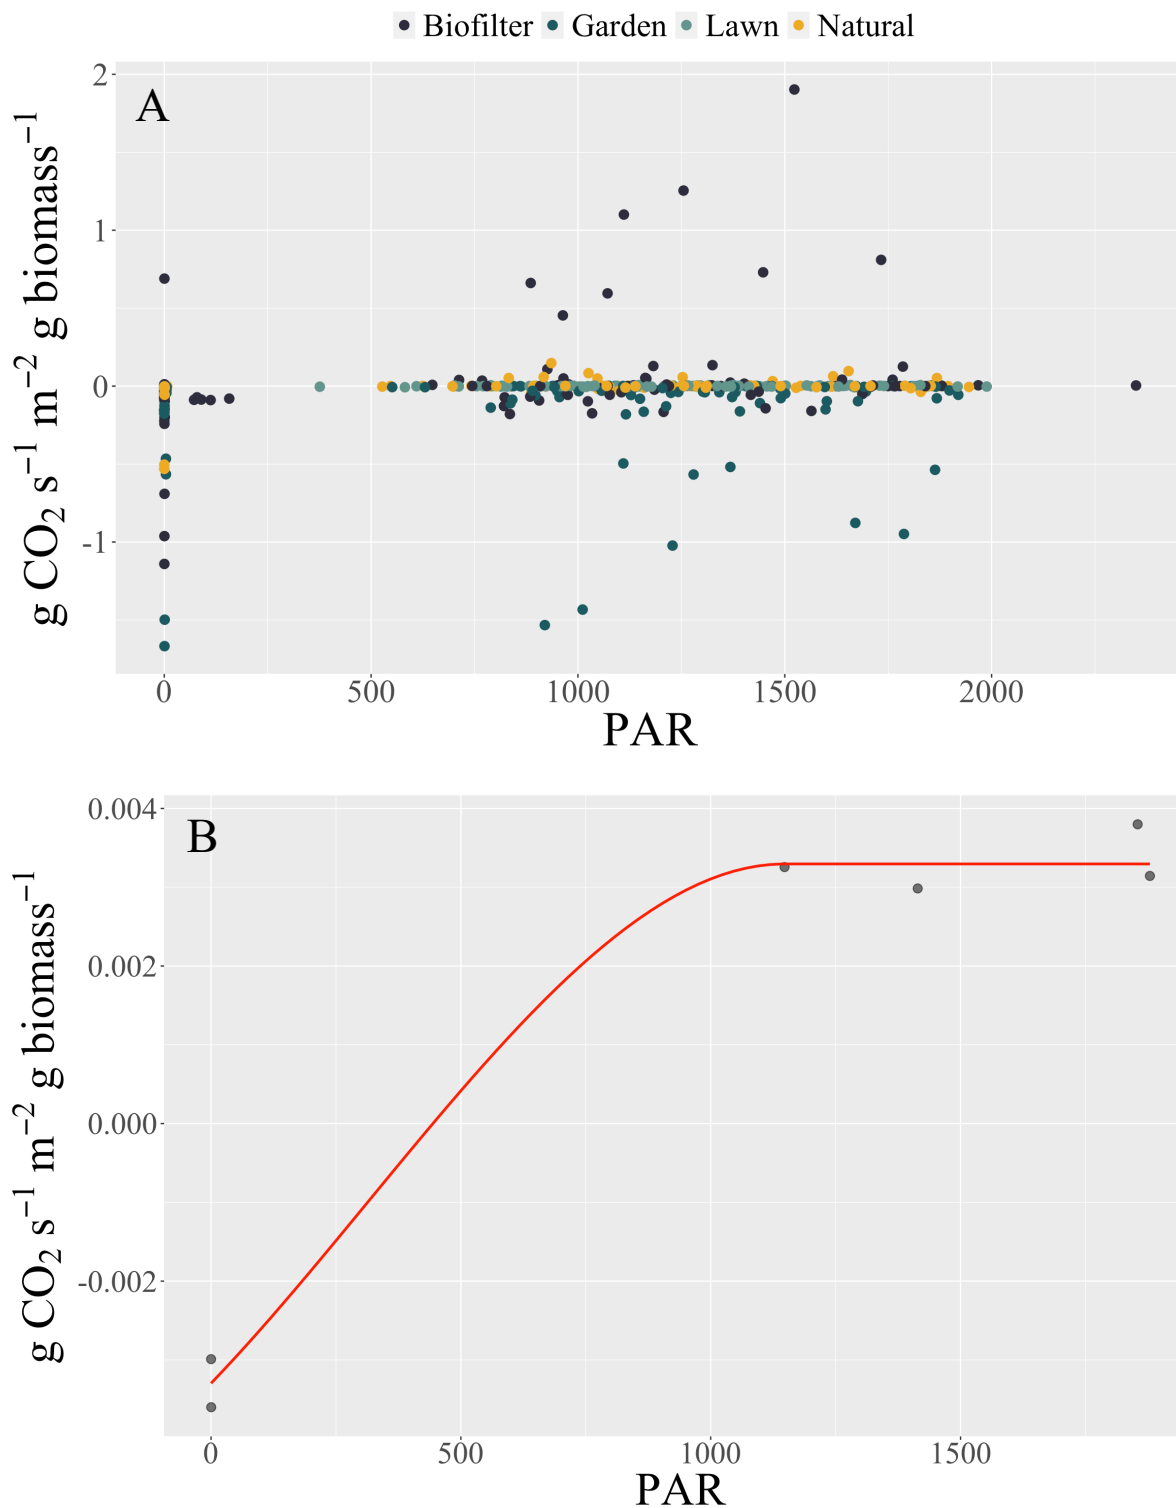 Biofilter Garden Lawn Natural
A
2
1
0
-1
g CO₂ s⁻¹ m⁻² g biomass⁻¹
0 500 1000 1500 2000
PAR
B
0.004
0.002
0.000
-0.002
g CO₂ s⁻¹ m⁻² g biomass⁻¹
0 500 1000 1500
PAR